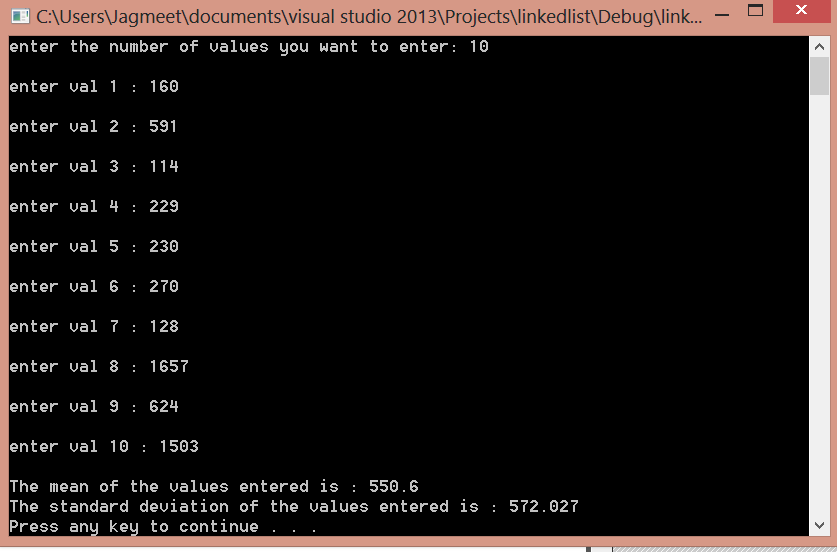 C:\Users\Jagmeet\documents\visual studio 2013\Projects\linkedlist\Debug\link...
enter the number of values you want to enter: 10
enter val 1 : 160
enter val 2 : 591
enter val 3 : 114
enter val 4 : 229
enter val 5 : 230
enter val 6 : 270
enter val 7 : 128
enter val 8 : 1657
enter val 9 : 624
enter val 10 : 1503
The mean of the values entered is : 550.6
The standard deviation of the values entered is : 572.027
Press any key to continue . . .